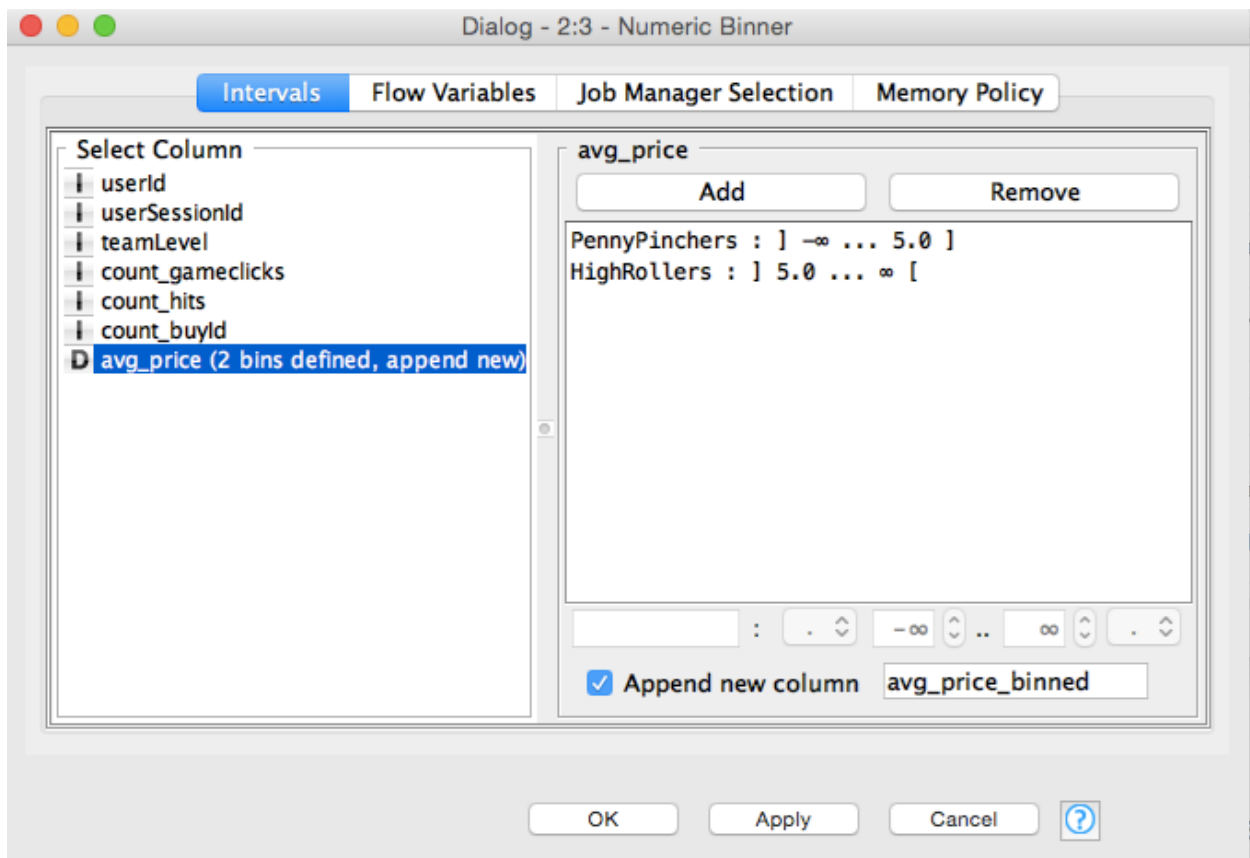 Dialog - 2:3 - Numeric Binner
Intervals Flow Variables Job Manager Selection Memory Policy
Select Column
I userId
I userSessionId
I teamLevel
I count_gameclicks
I count_hits
I count_buyId
D avg_price (2 bins defined, append new)
avg_price
Add Remove
PennyPinchers : ] -∞ ... 5.0 ]
HighRollers : ] 5.0 ... ∞ [
: . -∞ .. ∞ .
Append new column avg_price_binned
OK Apply Cancel ?